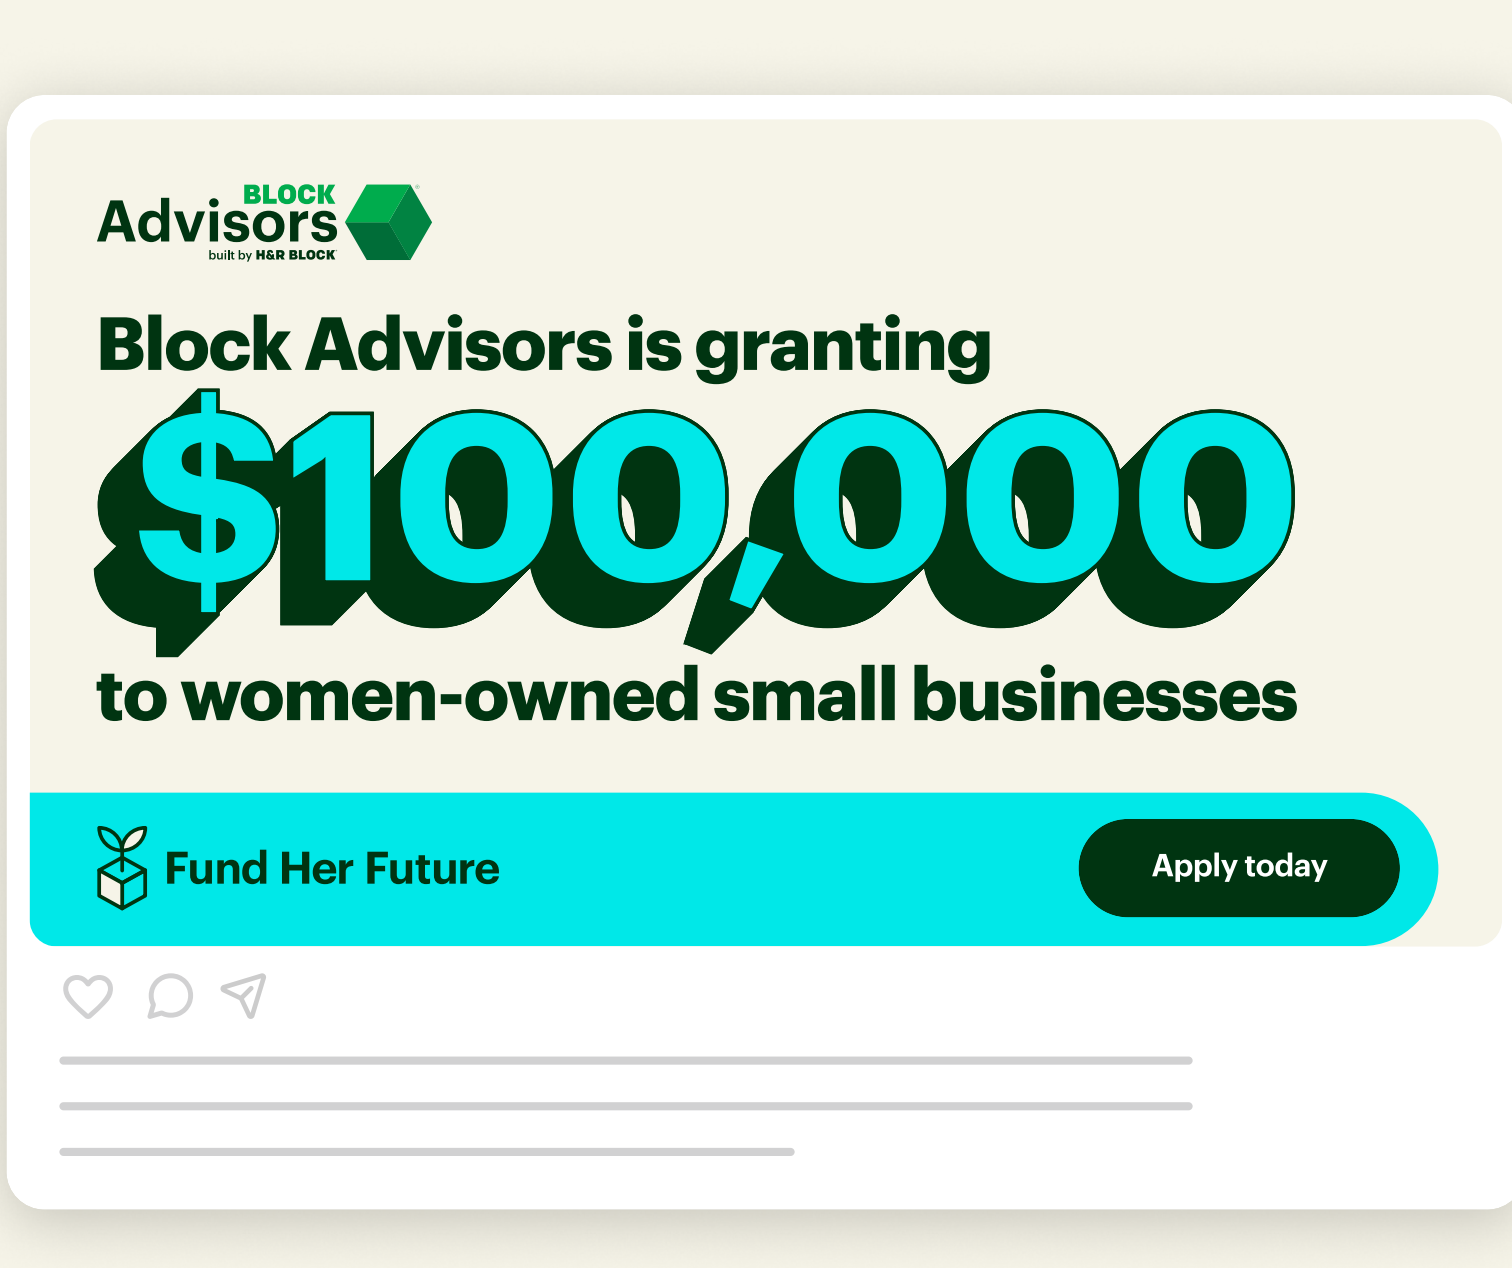 BLOCK
Advisors
built by H&R BLOCK
Block Advisors is granting
$100,000
to women-owned small businesses
Fund Her Future
Apply today